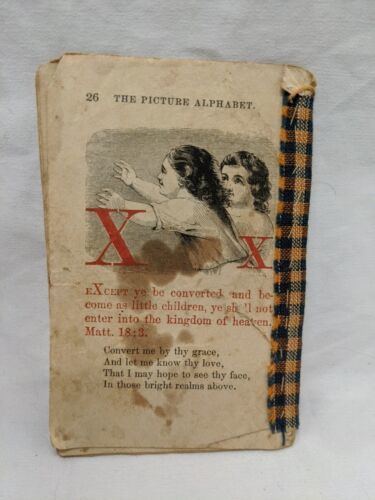 26 THE PICTURE ALPHABET.
X X
EXCEPT ye be converted and be-
come as little children, ye sh 'l not
enter into the kingdom of heaven.
Matt. 18:3.
Convert me by thy grace,
And let me know thy love,
That I may hope to see thy face,
In those bright realms above.